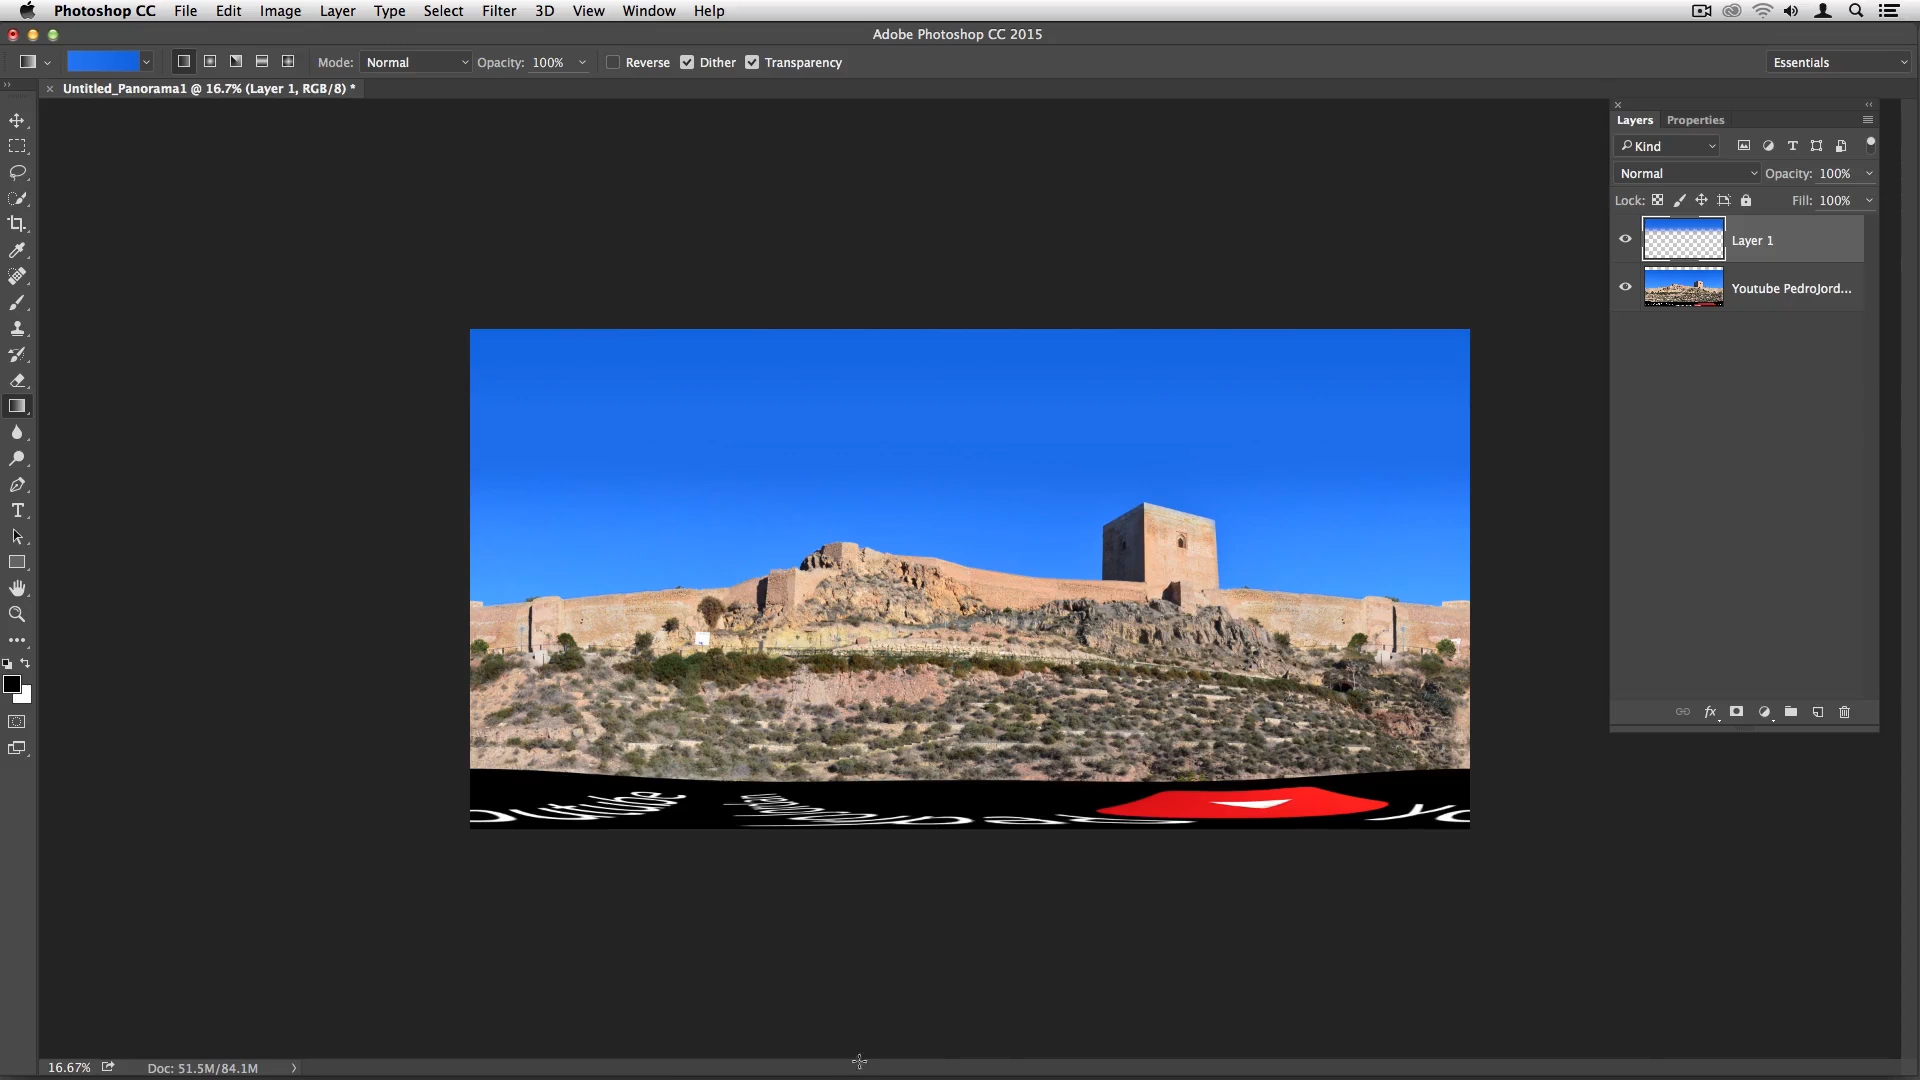 Photoshop CC File Edit Image Layer Type Select Filter 3D View Window Help
Adobe Photoshop CC 2015
Mode: Normal Opacity: 100% Reverse Dither Transparency Essentials
Untitled_Panorama1 @ 16.7% (Layer 1, RGB/8) *
Layers Properties
Kind
Normal Opacity: 100%
Lock: Fill: 100%
Layer 1
Youtube PedroJord...
16.67% Doc: 51.5M/84.1M